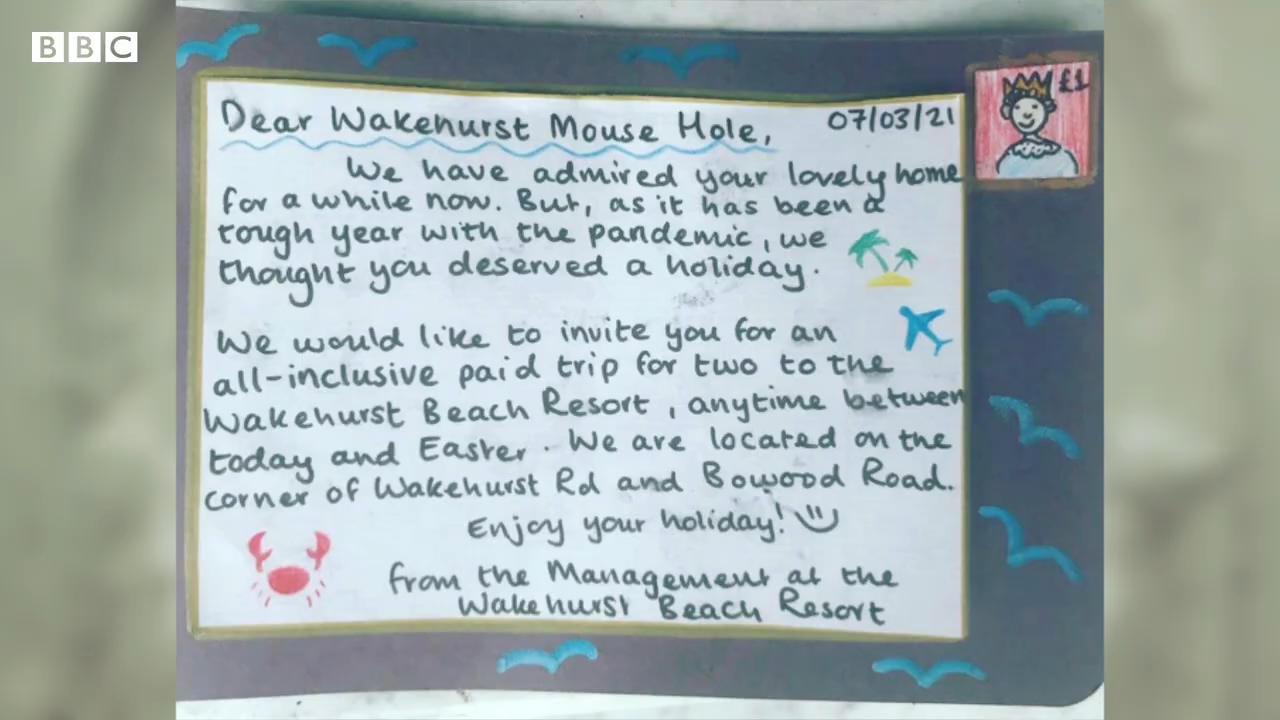 BBC
Dear Wakehurst Mouse Hole,
07/03/21
£1
We have admired your lovely home
for a while now. But, as it has been a
tough year with the pandemic, we
thought you deserved a holiday.
We would like to invite you for an
all-inclusive paid trip for two to the
Wakehurst Beach Resort, anytime between
today and Easter. We are located on the
corner of Wakehurst Rd and Bowood Road.
Enjoy your holiday!
from the Management at the
Wakehurst Beach Resort